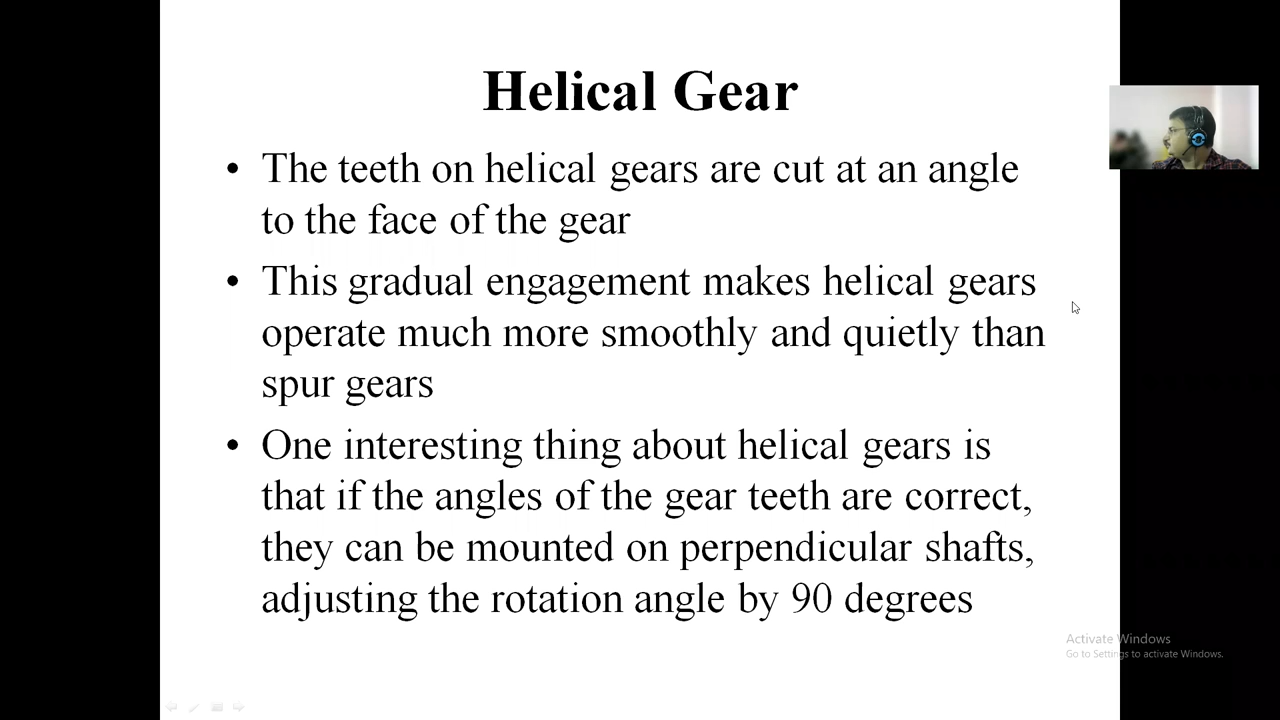 Helical Gear
• The teeth on helical gears are cut at an angle
to the face of the gear
• This gradual engagement makes helical gears
operate much more smoothly and quietly than
spur gears
• One interesting thing about helical gears is
that if the angles of the gear teeth are correct,
they can be mounted on perpendicular shafts,
adjusting the rotation angle by 90 degrees
Activate Windows
Go to Settings to activate Windows.